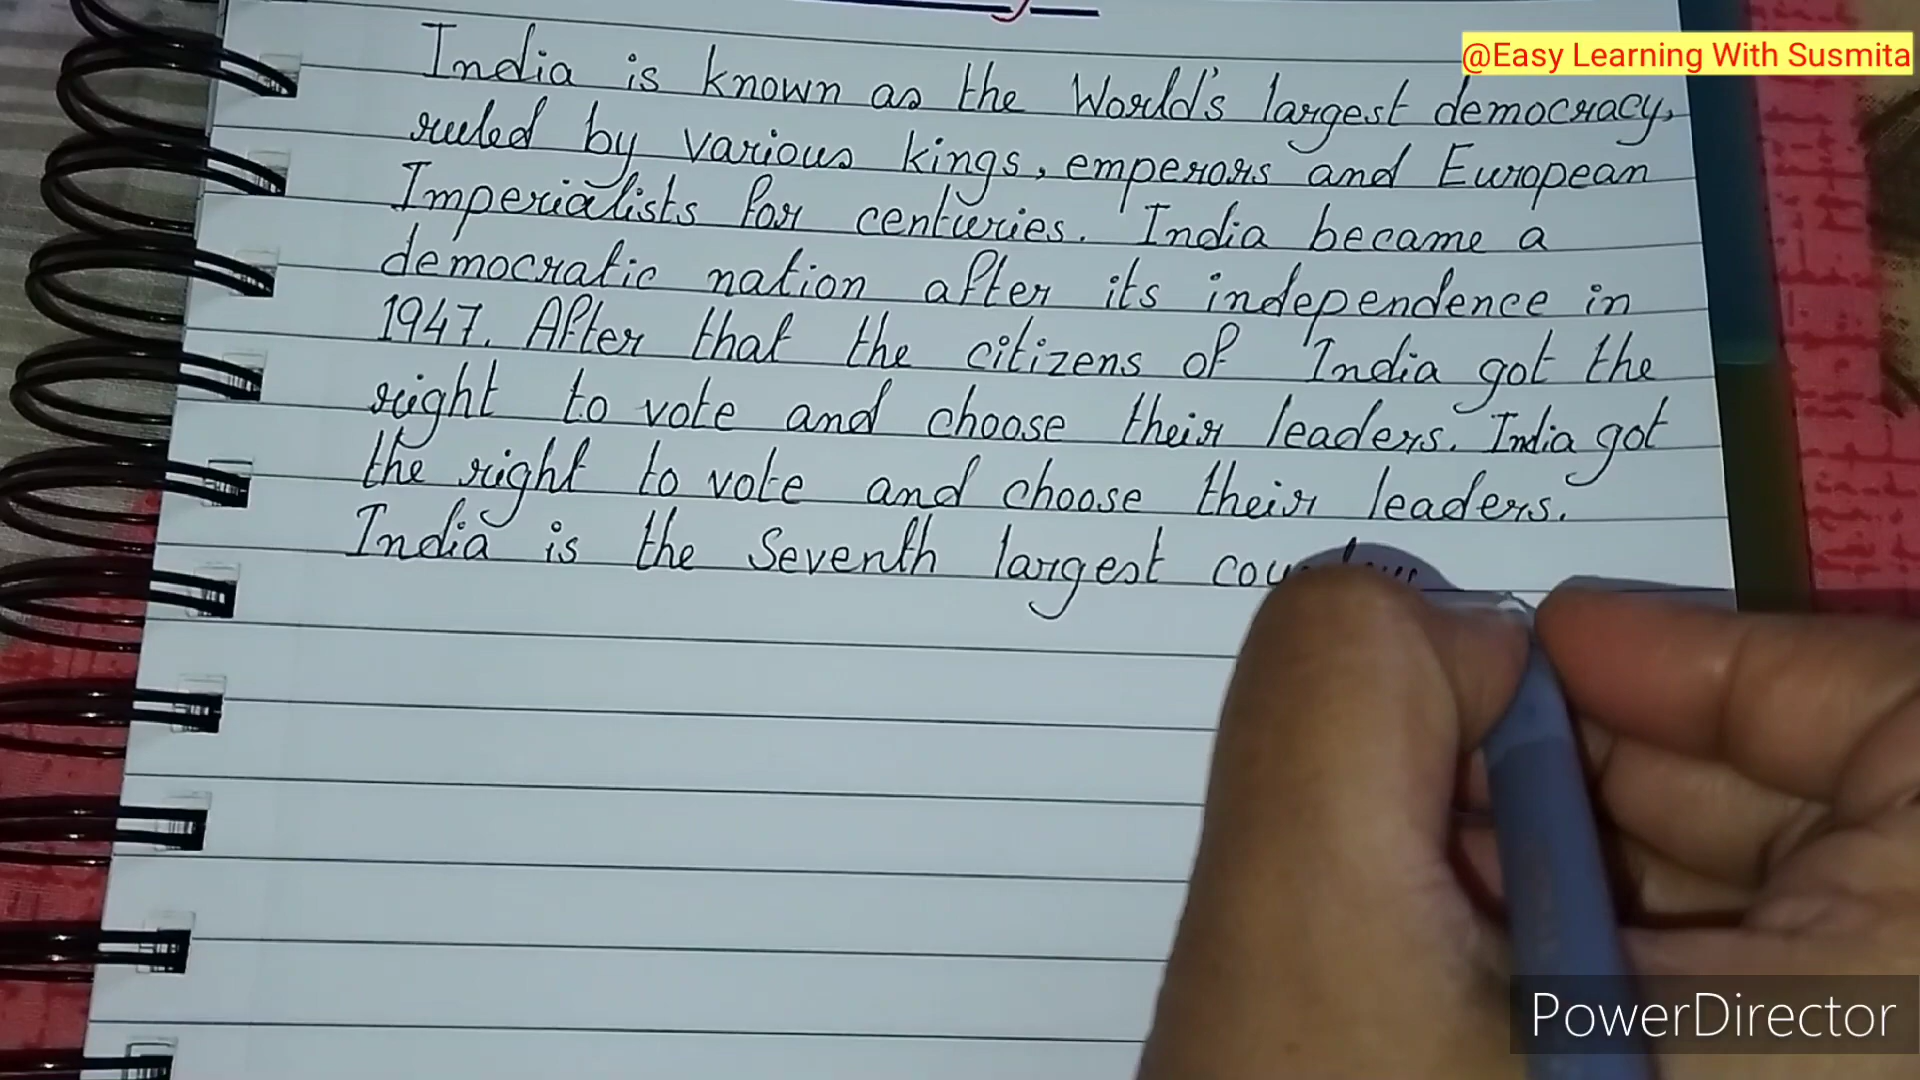 @Easy Learning With Susmita
India is known as the World's largest democracy,
ruled by various kings, emperors and European
Imperialists for centuries. India became a
democratic nation after its independence in
1947. After that the citizens of India got the
right to vote and choose their leaders. India got
the right to vote and choose their leaders.
India is the Seventh largest
PowerDirector